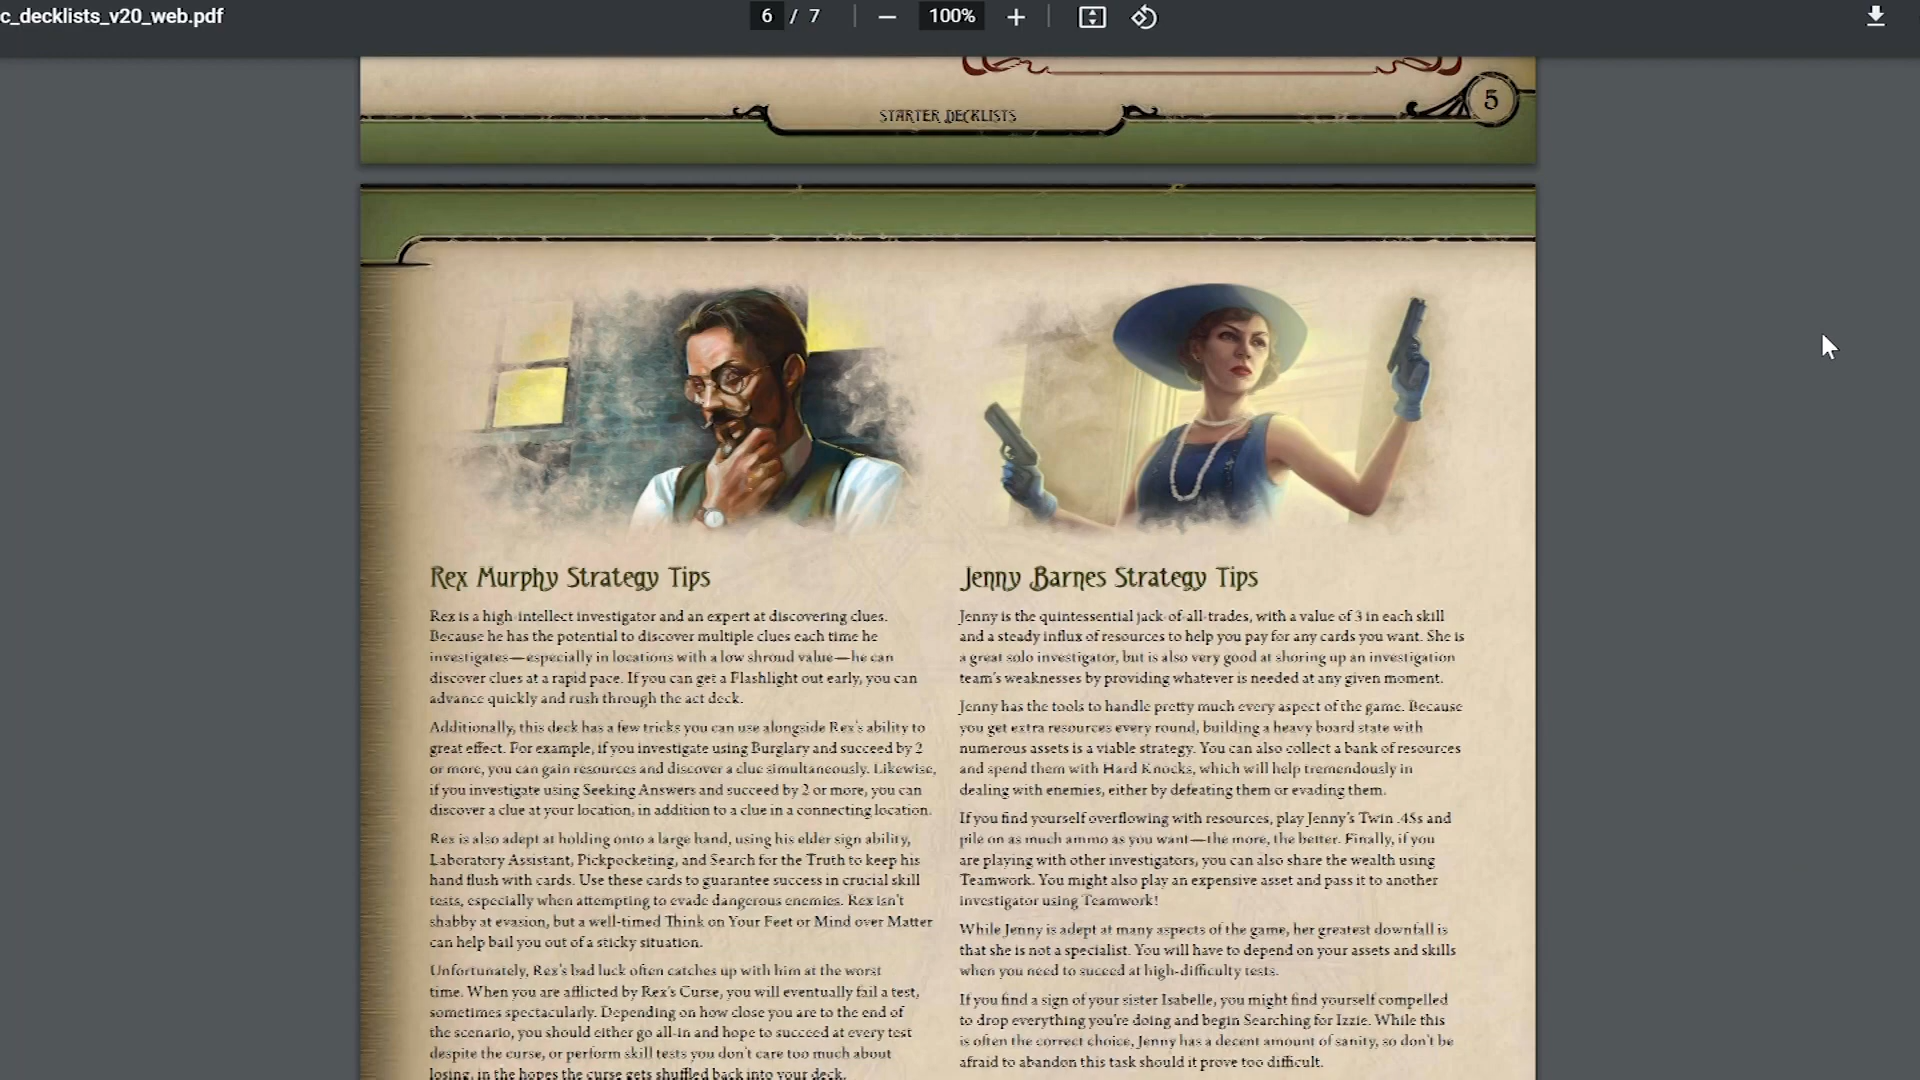 c_decklists_v20_web.pdf
6 / 7
100%
STARTER DECKLISTS
5
Rex Murphy Strategy Tips
Rex is a high-intellect investigator and an expert at discovering clues.
Because he has the potential to discover multiple clues each time he
investigates—especially in locations with a low shroud value—he can
discover clues at a rapid pace. If you can get a Flashlight out early, you can
advance quickly and rush through the act deck.
Additionally, this deck has a few tricks you can use alongside Rex's ability to
great effect. For example, if you investigate using Burglary and succeed by 2
or more, you can gain resources and discover a clue simultaneously. Likewise,
if you investigate using Seeking Answers and succeed by 2 or more, you can
discover a clue at your location, in addition to a clue in a connecting location.
Rex is also adept at holding onto a large hand, using his elder sign ability,
Laboratory Assistant, Pickpocketing, and Search for the Truth to keep his
hand flush with cards. Use these cards to guarantee success in crucial skill
tests, especially when attempting to evade dangerous enemies. Rex isn't
shabby at evasion, but a well-timed Think on Your Feet or Mind over Matter
can help bail you out of a sticky situation.
Unfortunately, Rex's bad luck often catches up with him at the worst
time. When you are afflicted by Rex's Curse, you will eventually fail a test,
sometimes spectacularly. Depending on how close you are to the end of
the scenario, you should either go all-in and hope to succeed at every test
despite the curse, or perform skill tests you don't care too much about
losing, in the hopes the curse gets shuffled back into your deck.
Jenny Barnes Strategy Tips
Jenny is the quintessential jack-of-all-trades, with a value of 3 in each skill
and a steady influx of resources to help you pay for any cards you want. She is
a great solo investigator, but is also very good at shoring up an investigation
team's weaknesses by providing whatever is needed at any given moment.
Jenny has the tools to handle pretty much every aspect of the game. Because
you get extra resources every round, building a heavy board state with
numerous assets is a viable strategy. You can also collect a bank of resources
and spend them with Hard Knocks, which will help tremendously in
dealing with enemies, either by defeating them or evading them.
If you find yourself overflowing with resources, play Jenny's Twin .45s and
pile on as much ammo as you want—the more, the better. Finally, if you
are playing with other investigators, you can also share the wealth using
Teamwork. You might also play an expensive asset and pass it to another
investigator using Teamwork!
While Jenny is adept at many aspects of the game, her greatest downfall is
that she is not a specialist. You will have to depend on your assets and skills
when you need to succeed at high-difficulty tests.
If you find a sign of your sister Isabelle, you might find yourself compelled
to drop everything you're doing and begin Searching for Izzie. While this
is often the correct choice, Jenny has a decent amount of sanity, so don't be
afraid to abandon this task should it prove too difficult.